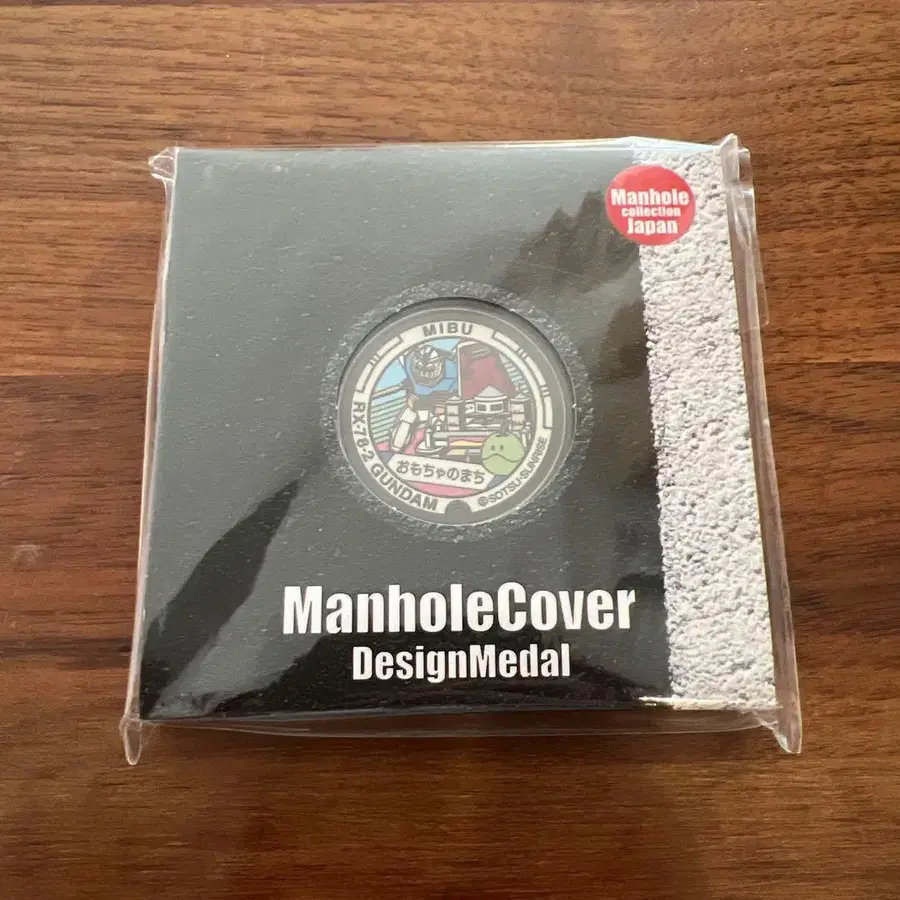 Manhole
collection
Japan
MIBU
RX-78-2 GUNDAM
おもちゃのまち
©SOTSU・SUNRISE
ManholeCover
DesignMedal